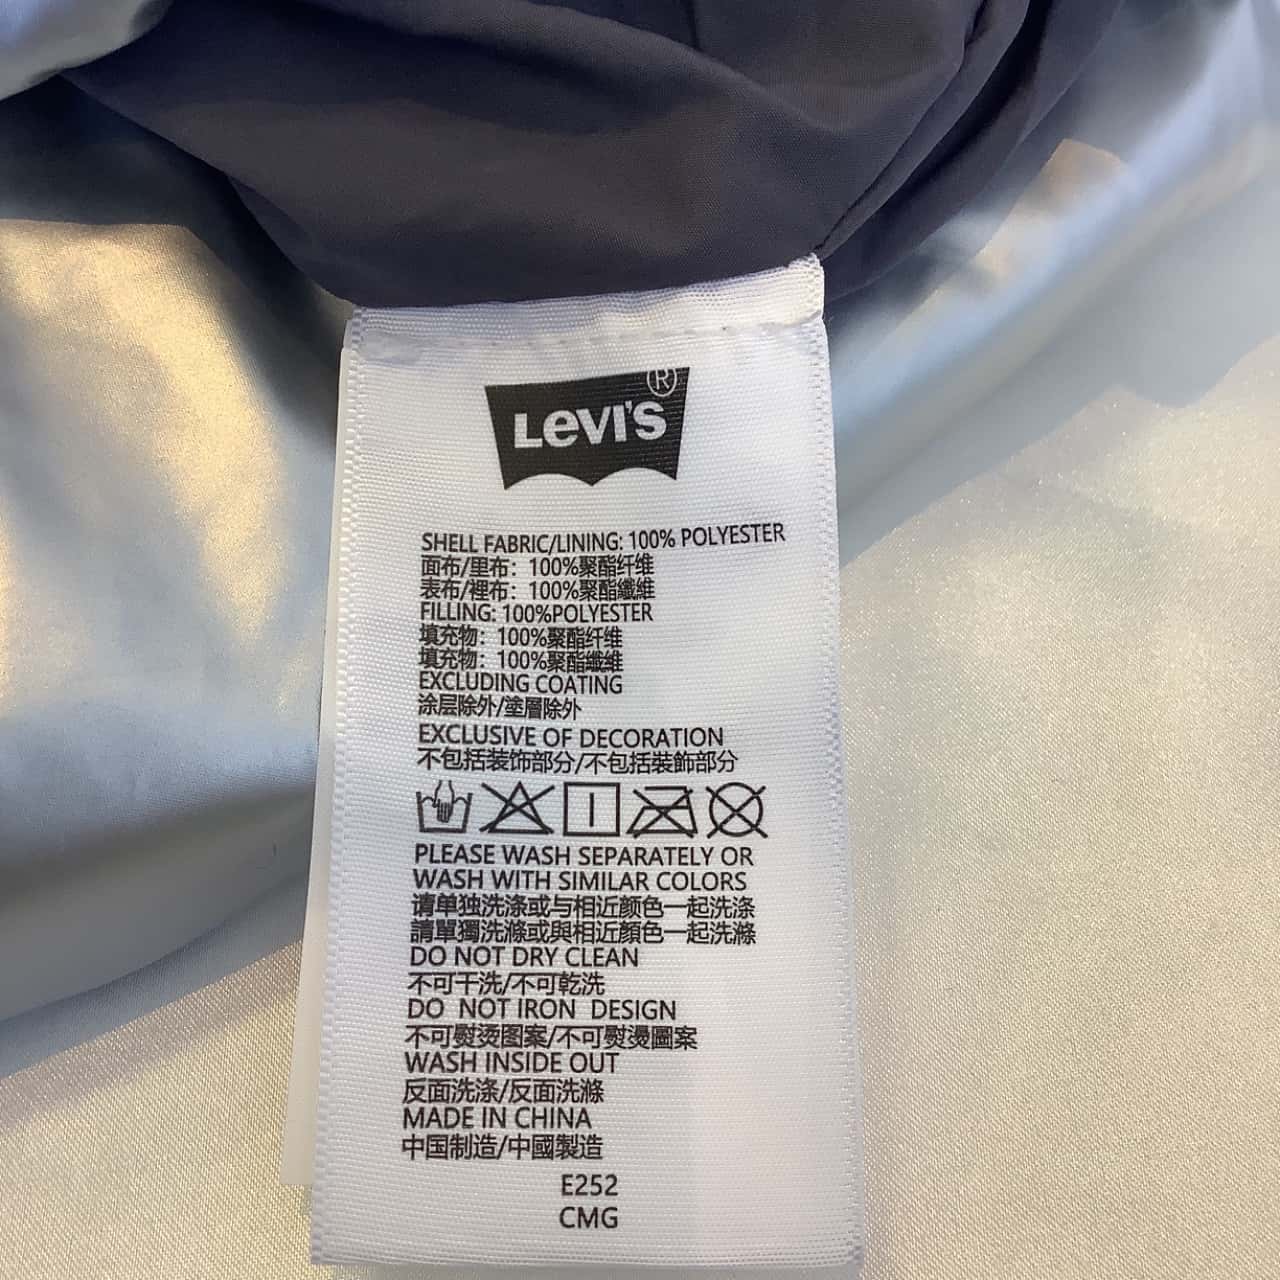 LEVI'S®
SHELL FABRIC/LINING: 100% POLYESTER
面布/里布：100%聚酯纤维
表布/裡布：100%聚酯纖維
FILLING: 100%POLYESTER
填充物：100%聚酯纤维
填充物：100%聚酯纖維
EXCLUDING COATING
涂层除外/塗層除外
EXCLUSIVE OF DECORATION
不包括装饰部分/不包括裝飾部分
PLEASE WASH SEPARATELY OR
WASH WITH SIMILAR COLORS
请单独洗涤或与相近颜色一起洗涤
請單獨洗滌或與相近顏色一起洗滌
DO NOT DRY CLEAN
不可干洗/不可乾洗
DO NOT IRON DESIGN
不可熨烫图案/不可熨燙圖案
WASH INSIDE OUT
反面洗涤/反面洗滌
MADE IN CHINA
中国制造/中國製造
E252
CMG